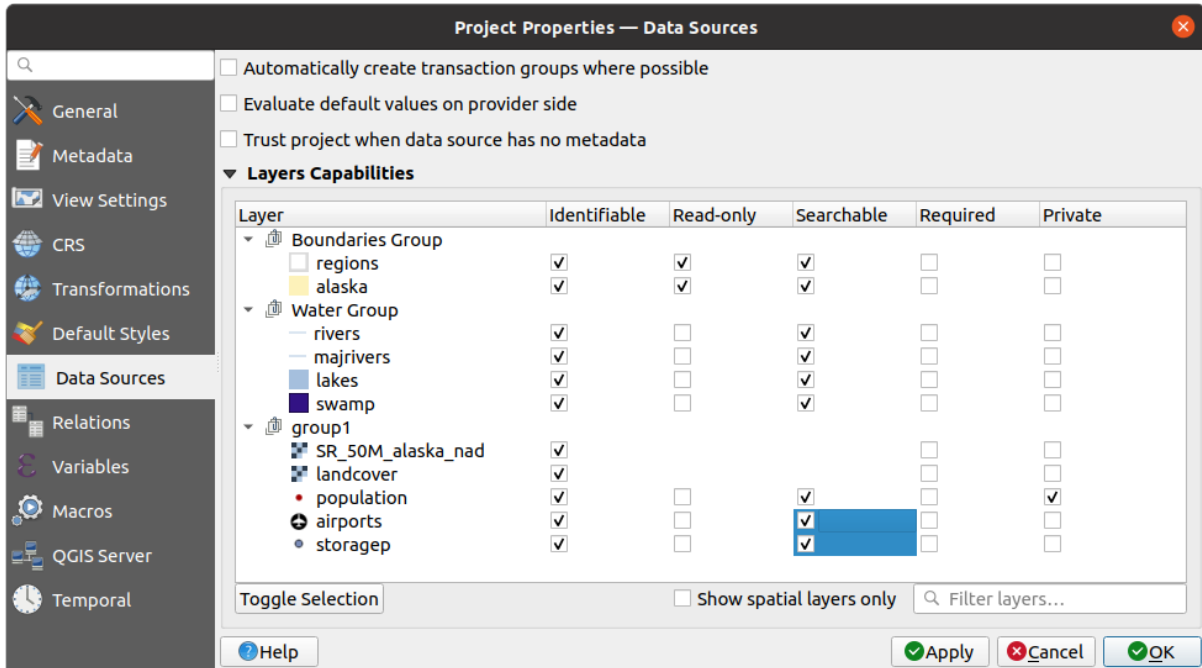 Project Properties — Data Sources
Automatically create transaction groups where possible
General
Evaluate default values on provider side
Metadata
Trust project when data source has no metadata
View Settings
Layers Capabilities
CRS
Transformations
Default Styles
Data Sources
Relations
Variables
Macros
QGIS Server
Temporal
Layer Identifiable Read-only Searchable Required Private
Boundaries Group
regions
alaska
Water Group
rivers
majrivers
lakes
swamp
group1
SR_50M_alaska_nad
landcover
population
airports
storagep
Toggle Selection Show spatial layers only Filter layers...
Help Apply Cancel OK